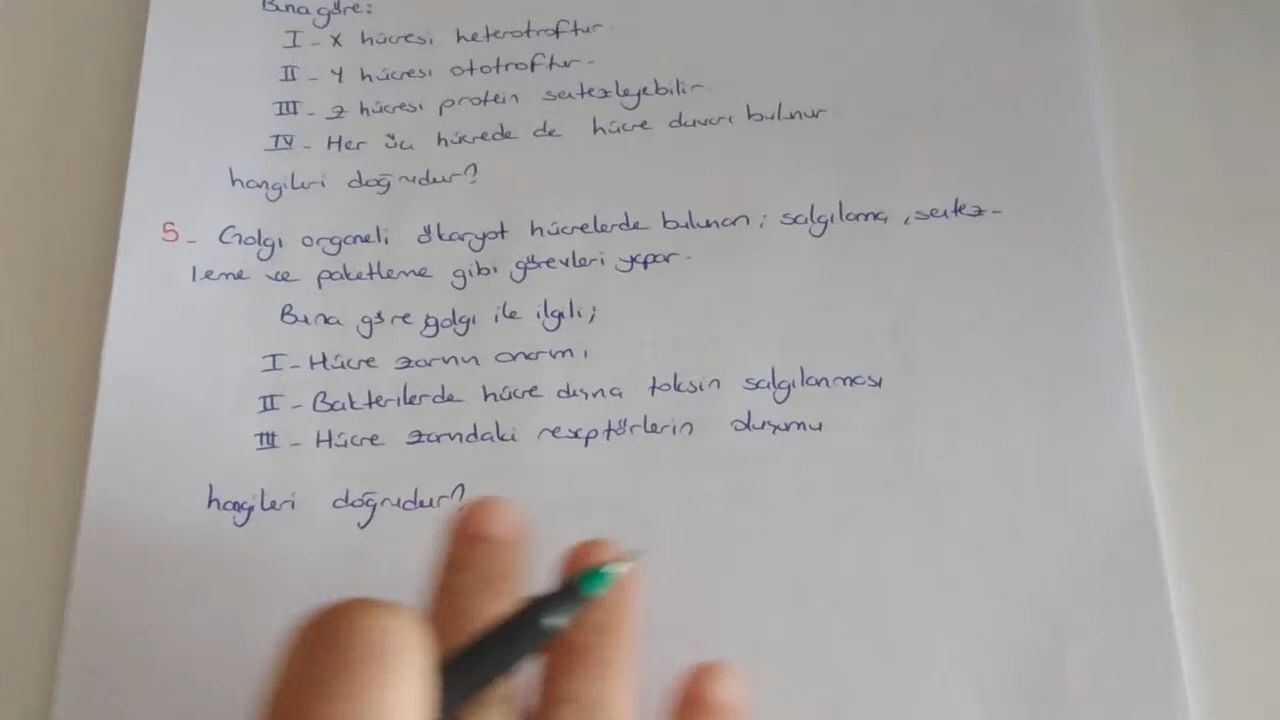 Buna göre:
I - X hücresi heterotroftur.
II - Y hücresi ototroftur.
III - Z hücresi protein sentezleyebilir
IV - Her üç hücrede de hücre duvarı bulunur
hangileri doğrudur?
5 - Golgi organeli ökaryot hücrelerde bulunan; salgılama, sentez-
leme ve paketleme gibi görevleri yapar.
Buna göre golgi ile ilgili;
I - Hücre zarının onarımı
II - Bakterilerde hücre dışına toksin salgılanması
III - Hücre zarındaki reseptörlerin oluşumu
hangileri doğrudur?